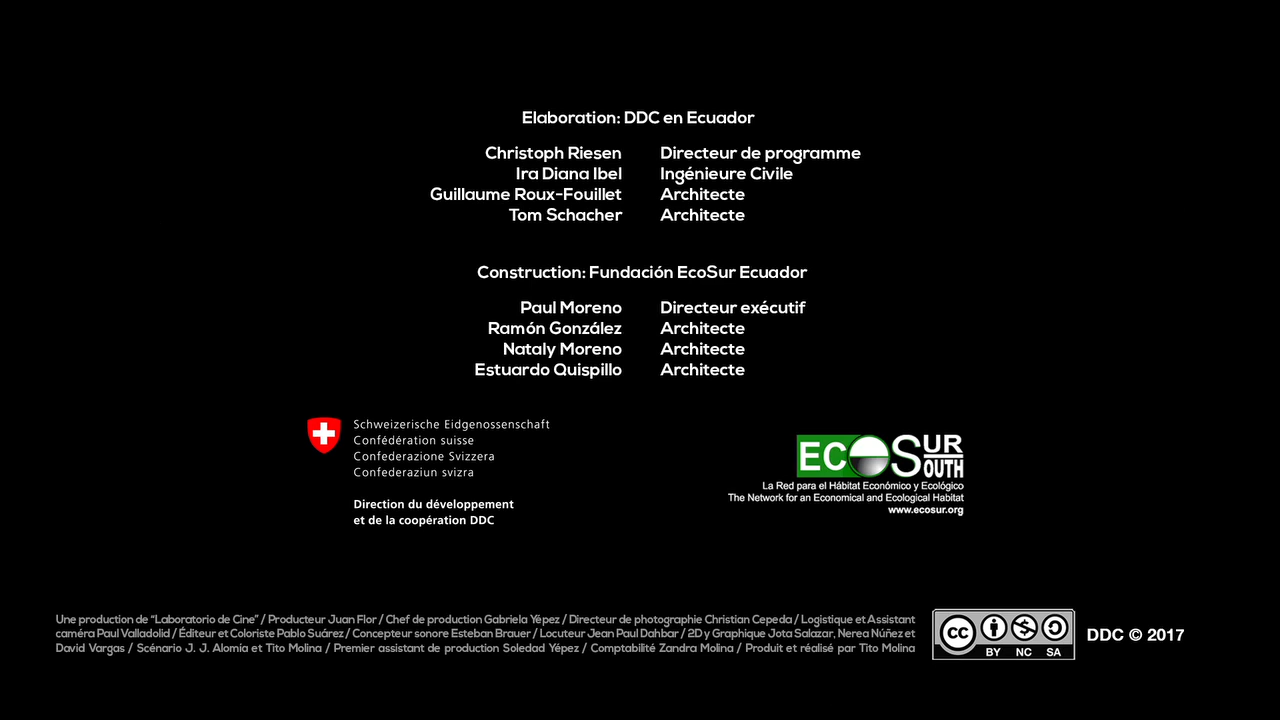 Elaboration: DDC en Ecuador
Christoph Riesen Directeur de programme
Ira Diana Ibel Ingénieure Civile
Guillaume Roux-Fouillet Architecte
Tom Schacher Architecte
Construction: Fundación EcoSur Ecuador
Paul Moreno Directeur exécutif
Ramón González Architecte
Nataly Moreno Architecte
Estuardo Quispillo Architecte
Schweizerische Eidgenossenschaft
Confédération suisse
Confederazione Svizzera
Confederaziun svizra
Direction du développement
et de la coopération DDC
ECOSUR
SOUTH
La Red para el Hábitat Económico y Ecológico
The Network for an Economical and Ecological Habitat
www.ecosur.org
Une production de “Laboratorio de Cine” / Producteur Juan Flor / Chef de production Gabriela Yépez / Directeur de photographie Christian Cepeda / Logistique et Assistant
caméra Paul Valladolid / Éditeur et Coloriste Pablo Suárez / Concepteur sonore Esteban Brauer / Locuteur Jean Paul Dahbar / 2D y Graphique Jota Salazar, Nerea Núñez et
David Vargas / Scénario J. J. Alomía et Tito Molina / Premier assistant de production Soledad Yépez / Comptabilité Zandra Molina / Produit et réalisé par Tito Molina
cc
BY NC SA
DDC © 2017